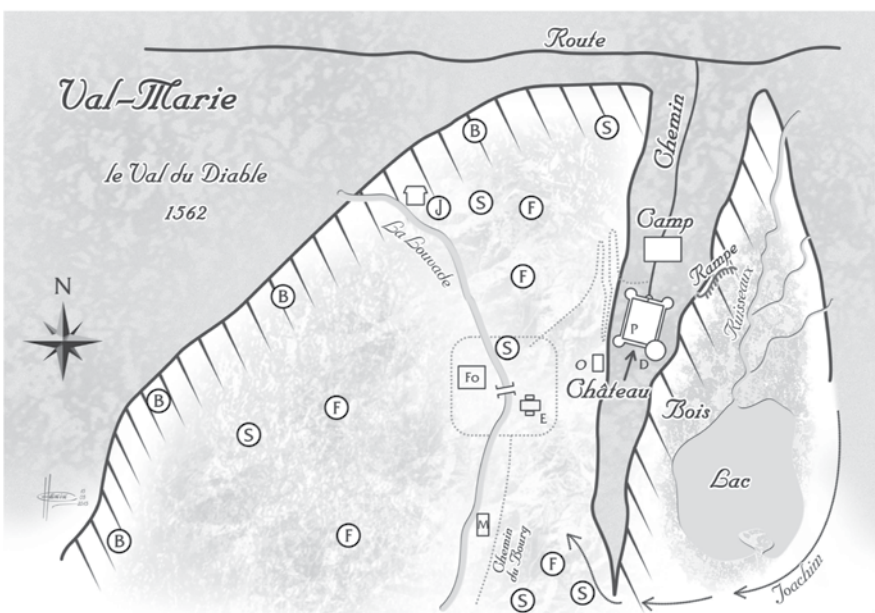 Route
Val-Marie
le Val du Diable
1562
Chemin
B
S
J
S
F
La Louvade
Camp
N
F
Rampe
Ruisseaux
B
P
S
D
O
Château
Fo
E
Bois
B
F
S
Lac
M
Chemin
du Bourg
F
B
F
S
S
Joachim